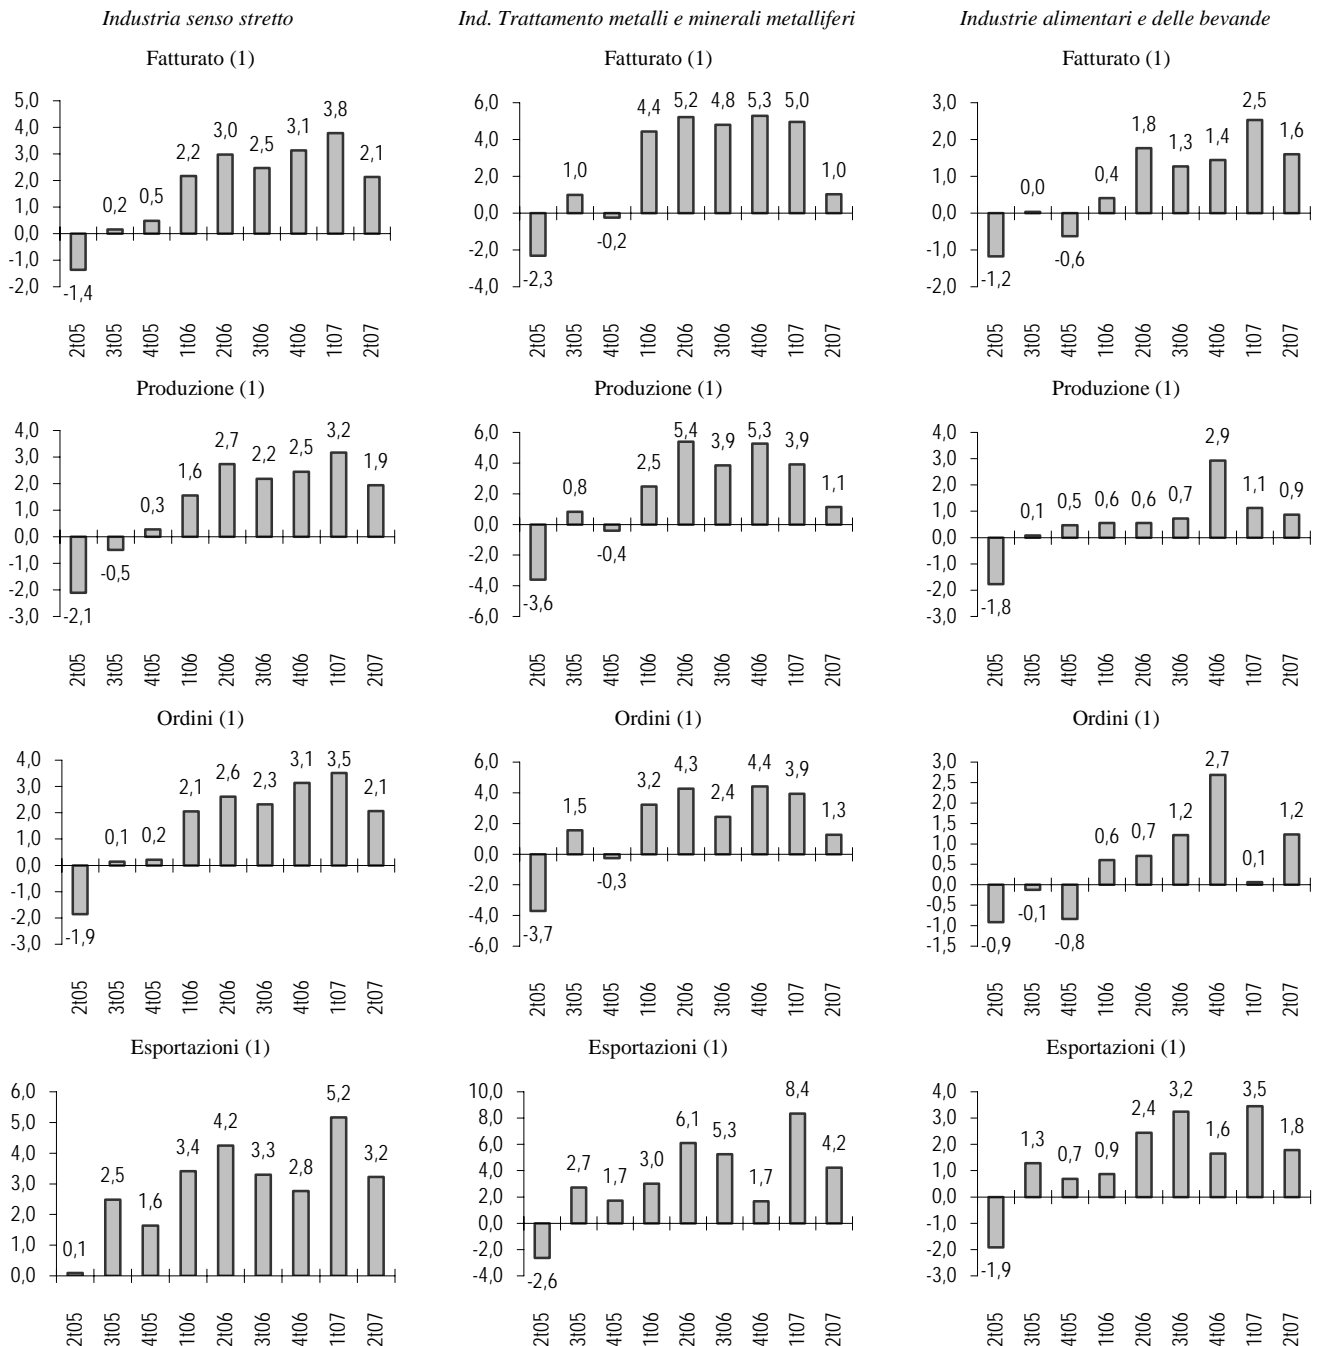 Industria senso stretto
Ind. Trattamento metalli e minerali metalliferi
Industrie alimentari e delle bevande
Fatturato (1)
5,0
4,0
3,0
2,0
1,0
0,0
-1,0
-2,0
-1,4
0,2
0,5
2,2
3,0
2,5
3,1
3,8
2,1
2t05
3t05
4t05
1t06
2t06
3t06
4t06
1t07
2t07
Fatturato (1)
6,0
4,0
2,0
0,0
-2,0
-4,0
-2,3
1,0
-0,2
4,4
5,2
4,8
5,3
5,0
1,0
2t05
3t05
4t05
1t06
2t06
3t06
4t06
1t07
2t07
Fatturato (1)
3,0
2,0
1,0
0,0
-1,0
-2,0
-1,2
0,0
-0,6
0,4
1,8
1,3
1,4
2,5
1,6
2t05
3t05
4t05
1t06
2t06
3t06
4t06
1t07
2t07
Produzione (1)
4,0
3,0
2,0
1,0
0,0
-1,0
-2,0
-3,0
-2,1
-0,5
0,3
1,6
2,7
2,2
2,5
3,2
1,9
2t05
3t05
4t05
1t06
2t06
3t06
4t06
1t07
2t07
Produzione (1)
6,0
4,0
2,0
0,0
-2,0
-4,0
-6,0
-3,6
0,8
-0,4
2,5
5,4
3,9
5,3
3,9
1,1
2t05
3t05
4t05
1t06
2t06
3t06
4t06
1t07
2t07
Produzione (1)
4,0
3,0
2,0
1,0
0,0
-1,0
-2,0
-3,0
-1,8
0,1
0,5
0,6
0,6
0,7
2,9
1,1
0,9
2t05
3t05
4t05
1t06
2t06
3t06
4t06
1t07
2t07
Ordini (1)
4,0
3,0
2,0
1,0
0,0
-1,0
-2,0
-3,0
-1,9
0,1
0,2
2,1
2,6
2,3
3,1
3,5
2,1
2t05
3t05
4t05
1t06
2t06
3t06
4t06
1t07
2t07
Ordini (1)
6,0
4,0
2,0
0,0
-2,0
-4,0
-6,0
-3,7
1,5
-0,3
3,2
4,3
2,4
4,4
3,9
1,3
2t05
3t05
4t05
1t06
2t06
3t06
4t06
1t07
2t07
Ordini (1)
3,0
2,5
2,0
1,5
1,0
0,5
0,0
-0,5
-1,0
-1,5
-0,9
-0,1
-0,8
0,6
0,7
1,2
2,7
0,1
1,2
2t05
3t05
4t05
1t06
2t06
3t06
4t06
1t07
2t07
Esportazioni (1)
6,0
5,0
4,0
3,0
2,0
1,0
0,0
0,1
2,5
1,6
3,4
4,2
3,3
2,8
5,2
3,2
2t05
3t05
4t05
1t06
2t06
3t06
4t06
1t07
2t07
Esportazioni (1)
10,0
8,0
6,0
4,0
2,0
0,0
-2,0
-4,0
-2,6
2,7
1,7
3,0
6,1
5,3
1,7
8,4
4,2
2t05
3t05
4t05
1t06
2t06
3t06
4t06
1t07
2t07
Esportazioni (1)
4,0
3,0
2,0
1,0
0,0
-1,0
-2,0
-3,0
-1,9
1,3
0,7
0,9
2,4
3,2
1,6
3,5
1,8
2t05
3t05
4t05
1t06
2t06
3t06
4t06
1t07
2t07